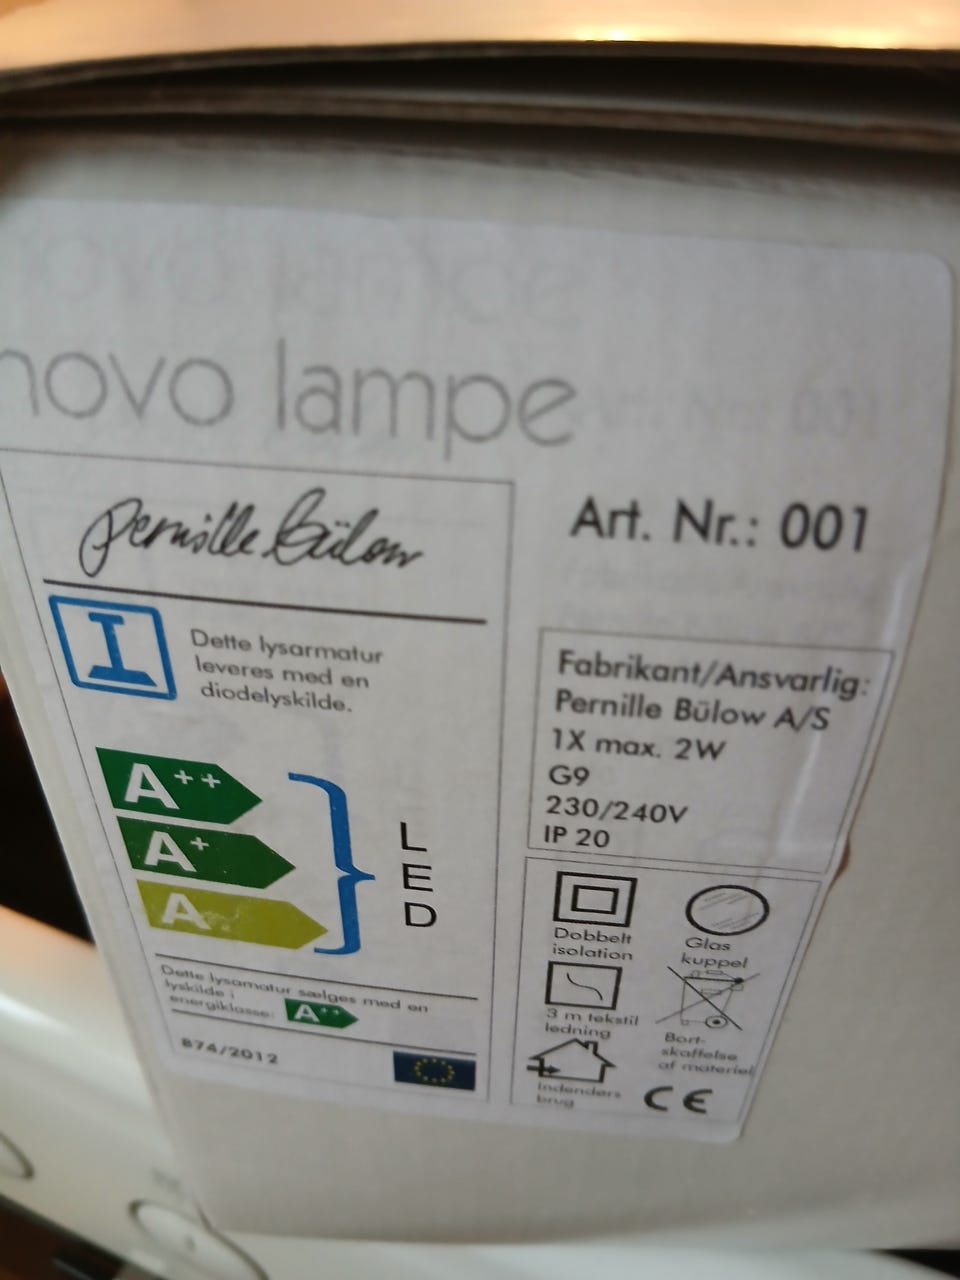 novo lampe
Pernille Bülow
Art. Nr.: 001
Dette lysarmatur
leveres med en
diodelyskilde.
A++
A+
A
L
E
D
Dette lysarmatur sælges med en
lyskilde i
energiklasse: A++
874/2012
Fabrikant/Ansvarlig:
Pernille Bülow A/S
1X max. 2W
G9
230/240V
IP 20
Dobbelt
isolation
Glas
kuppel
3 m tekstil
ledning
Bort-
skaffelse
af materiel
Indendørs
brug
CE